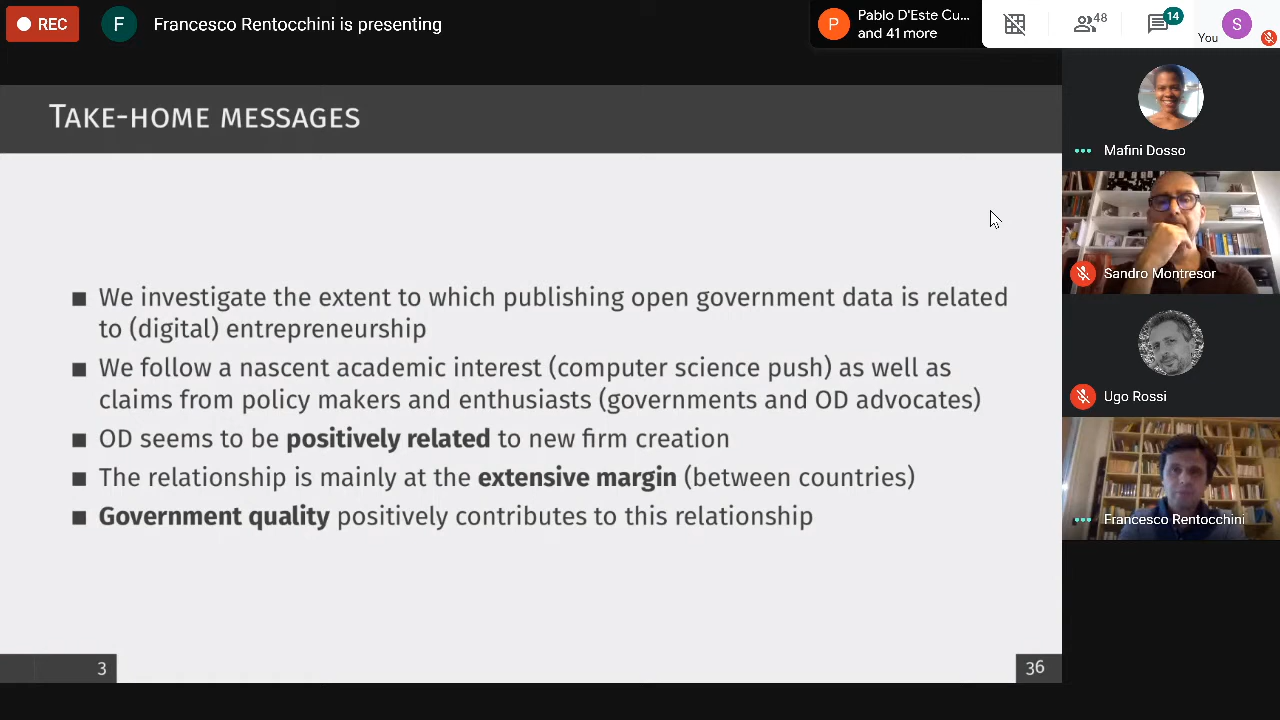 REC
F
Francesco Rentocchini is presenting
P
Pablo D'Este Cu...
and 41 more
48
14
You
S
TAKE-HOME MESSAGES
Mafini Dosso
Sandro Montresor
Ugo Rossi
Francesco Rentocchini
■ We investigate the extent to which publishing open government data is related
to (digital) entrepreneurship
■ We follow a nascent academic interest (computer science push) as well as
claims from policy makers and enthusiasts (governments and OD advocates)
■ OD seems to be positively related to new firm creation
■ The relationship is mainly at the extensive margin (between countries)
■ Government quality positively contributes to this relationship
3
36